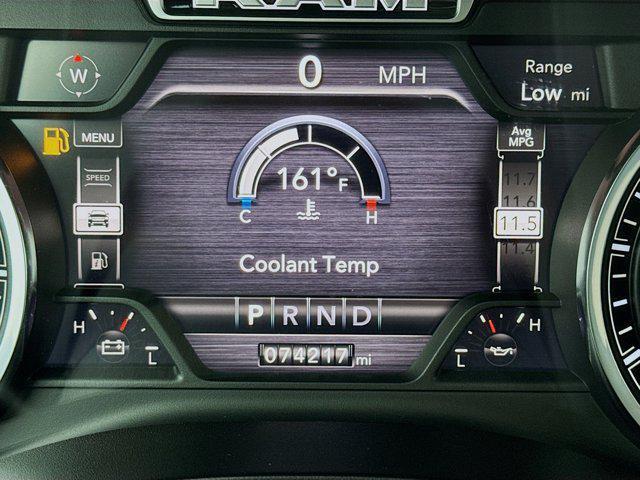 RAM
W
0 MPH
Range
Low mi
MENU
SPEED
Avg
MPG
11.7
11.6
11.5
11.4
161°F
C H
Coolant Temp
P R N D
H L
L H
074217 mi